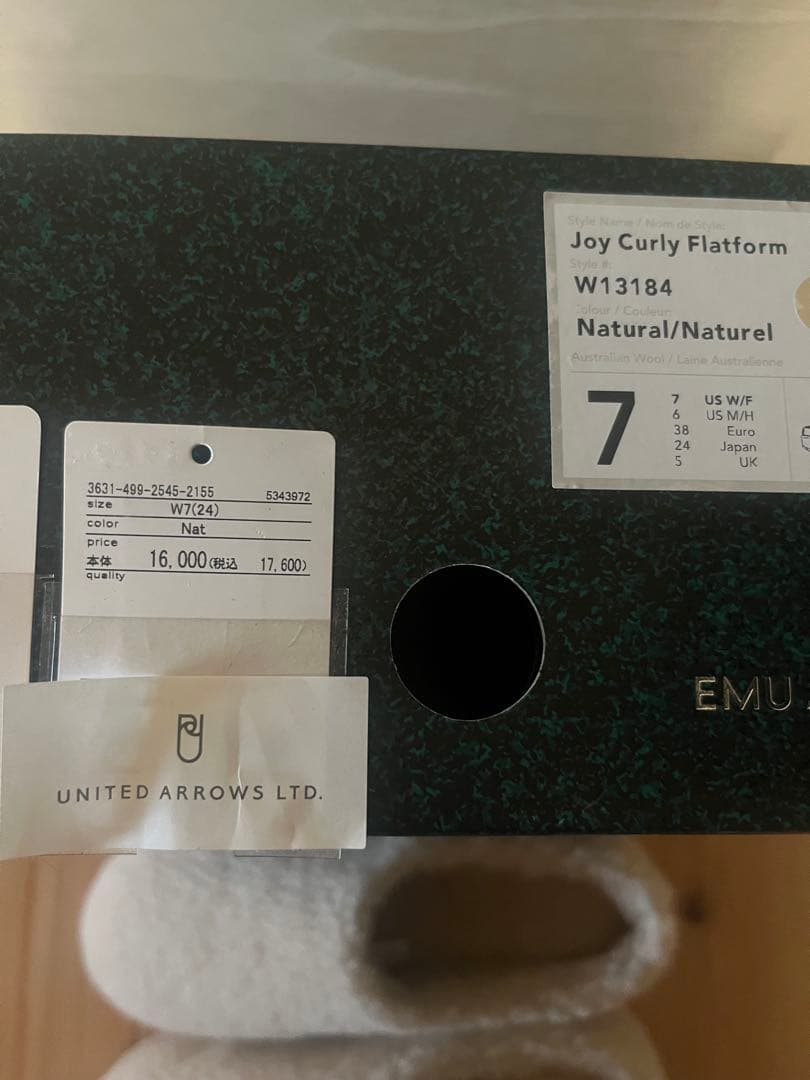 Style Name / Nom de Style:
Joy Curly Flatform
Style #:
W13184
Colour / Couleur:
Natural/Naturel
Australian Wool / Laine Australienne
7
7 US W/F
6 US M/H
38 Euro
24 Japan
5 UK
3631-499-2545-2155 5343972
size W7(24)
color Nat
price
本体 16,000(税込 17,600)
quality
EMU
UNITED ARROWS LTD.